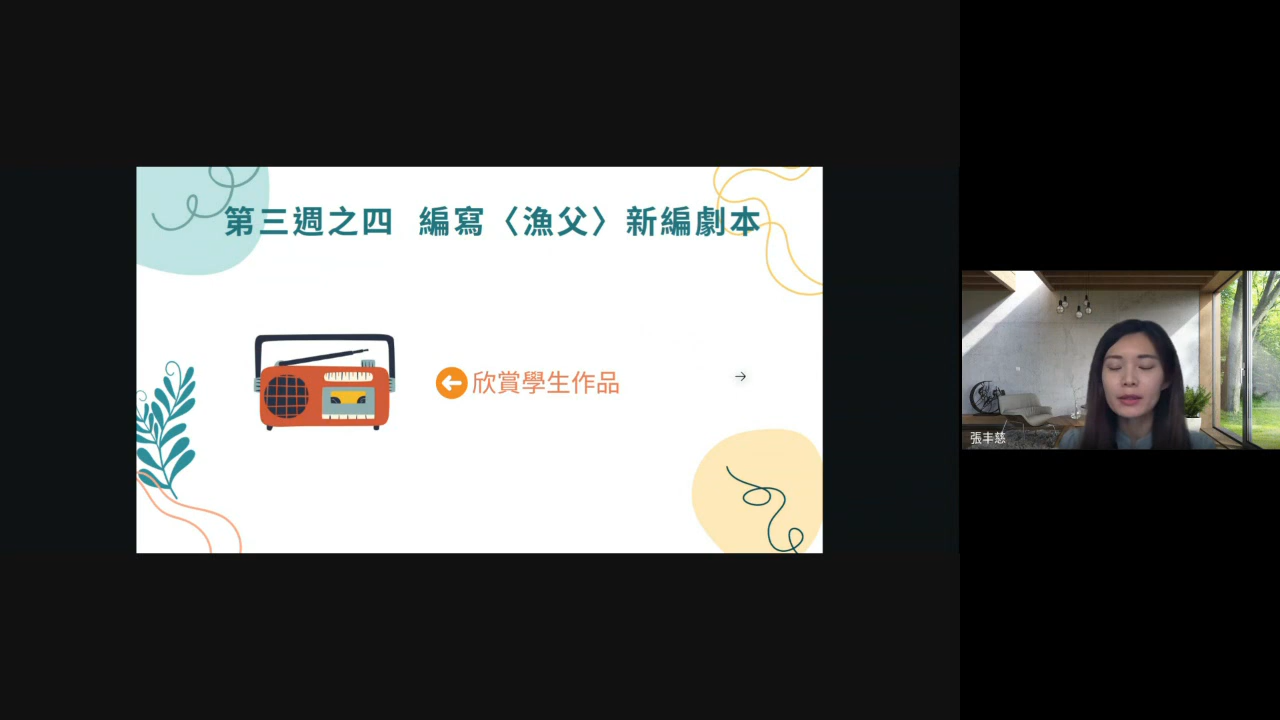 第三週之四 編寫〈漁父〉新編劇本
欣賞學生作品
張丰慈